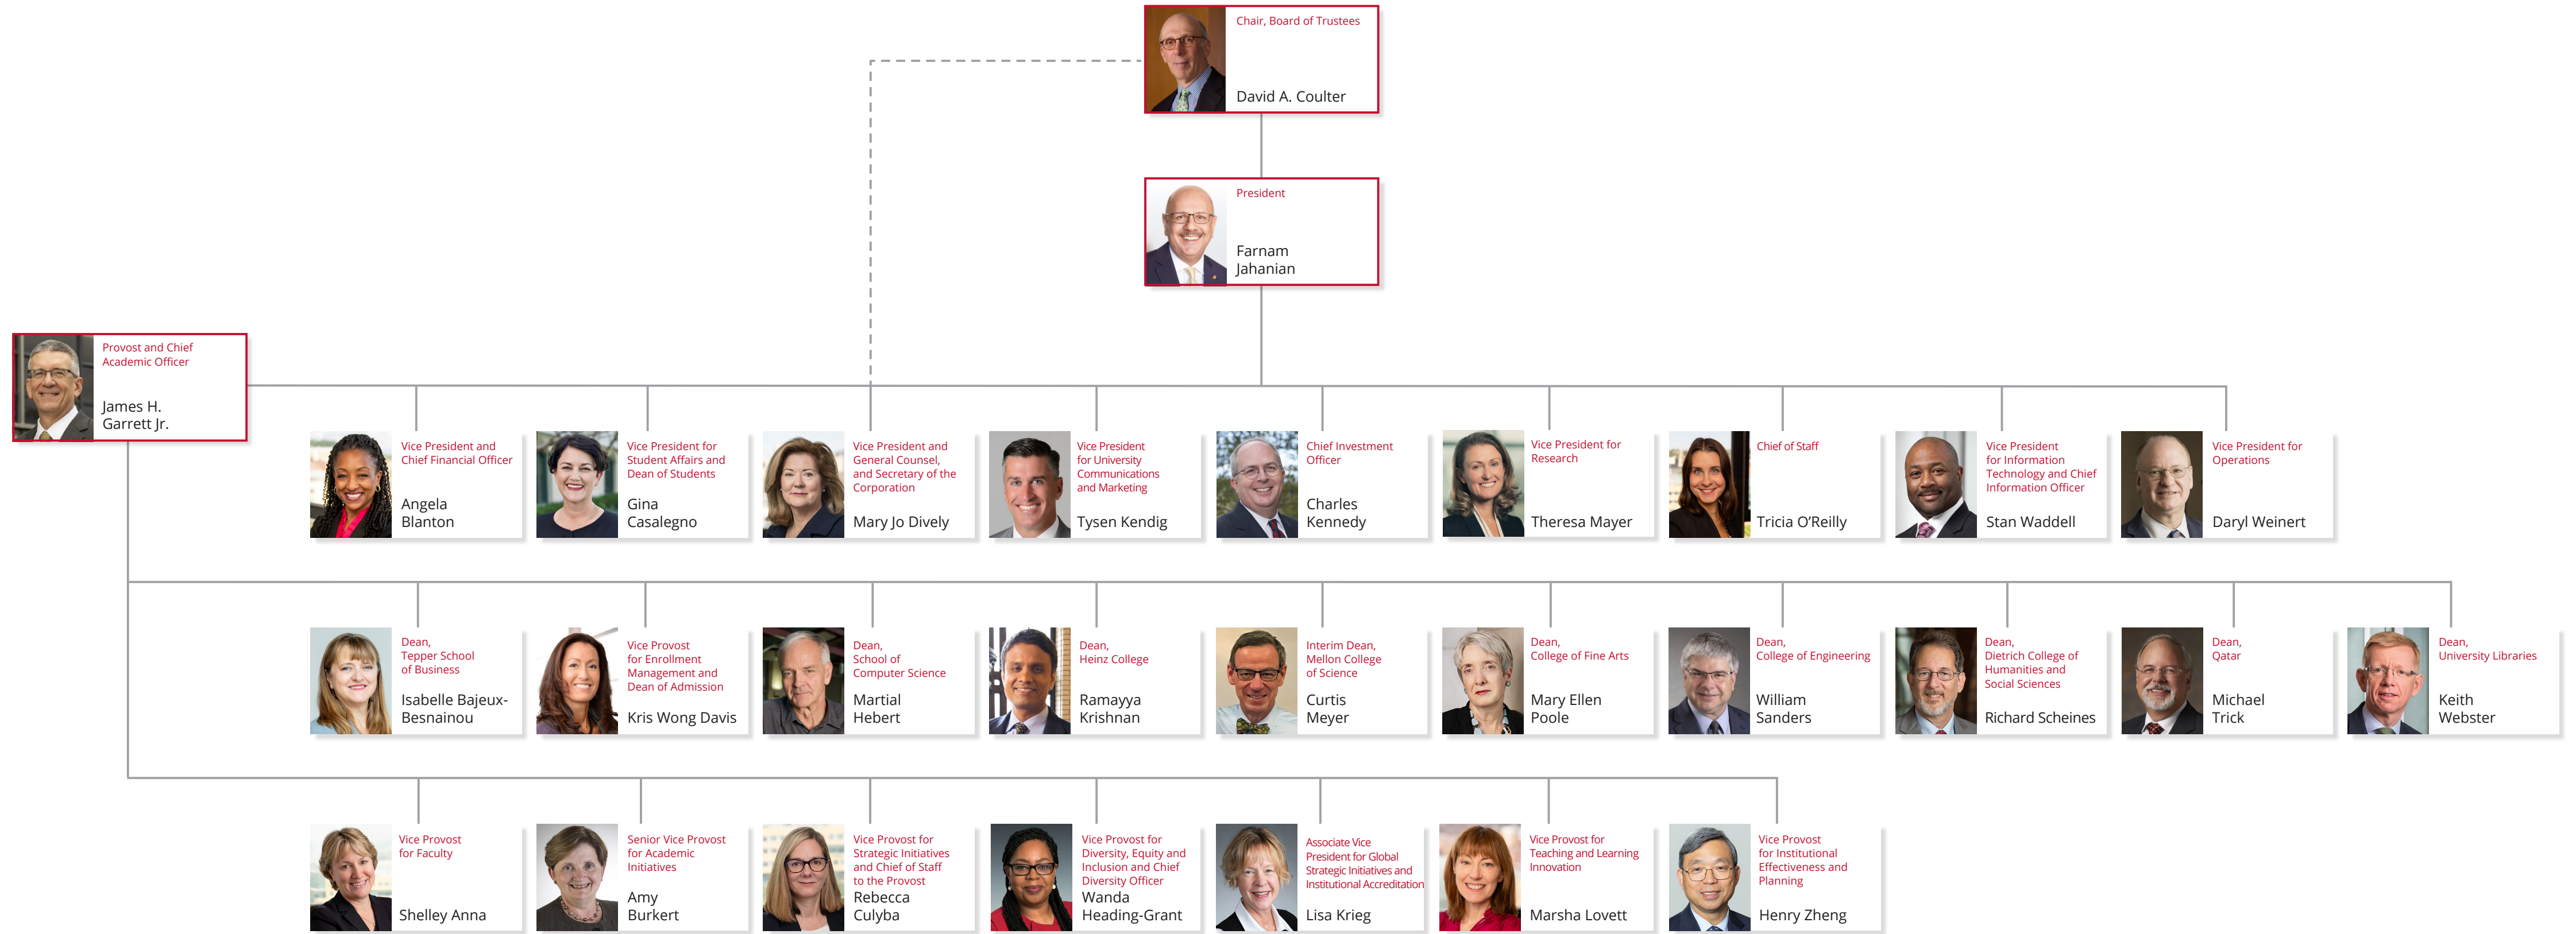 Chair, Board of Trustees
David A. Coulter
President
Farnam
Jahanian
Provost and Chief
Academic Officer
James H.
Garrett Jr.
Vice President and
Chief Financial Officer
Angela
Blanton
Vice President for
Student Affairs and
Dean of Students
Gina
Casalegno
Vice President and
General Counsel,
and Secretary of the
Corporation
Mary Jo Dively
Vice President
for University
Communications
and Marketing
Tysen Kendig
Chief Investment
Officer
Charles
Kennedy
Vice President for
Research
Theresa Mayer
Chief of Staff
Tricia O’Reilly
Vice President
for Information
Technology and Chief
Information Officer
Stan Waddell
Vice President for
Operations
Daryl Weinert
Dean,
Tepper School
of Business
Isabelle Bajeux-
Besnainou
Vice Provost
for Enrollment
Management and
Dean of Admission
Kris Wong Davis
Dean,
School of
Computer Science
Martial
Hebert
Dean,
Heinz College
Ramayya
Krishnan
Interim Dean,
Mellon College
of Science
Curtis
Meyer
Dean,
College of Fine Arts
Mary Ellen
Poole
Dean,
College of Engineering
William
Sanders
Dean,
Dietrich College of
Humanities and
Social Sciences
Richard Scheines
Dean,
Qatar
Michael
Trick
Dean,
University Libraries
Keith
Webster
Vice Provost
for Faculty
Shelley Anna
Senior Vice Provost
for Academic
Initiatives
Amy
Burkert
Vice Provost for
Strategic Initiatives
and Chief of Staff
to the Provost
Rebecca
Culyba
Vice Provost for
Diversity, Equity and
Inclusion and Chief
Diversity Officer
Wanda
Heading-Grant
Associate Vice
President for Global
Strategic Initiatives and
Institutional Accreditation
Lisa Krieg
Vice Provost for
Teaching and Learning
Innovation
Marsha Lovett
Vice Provost
for Institutional
Effectiveness and
Planning
Henry Zheng